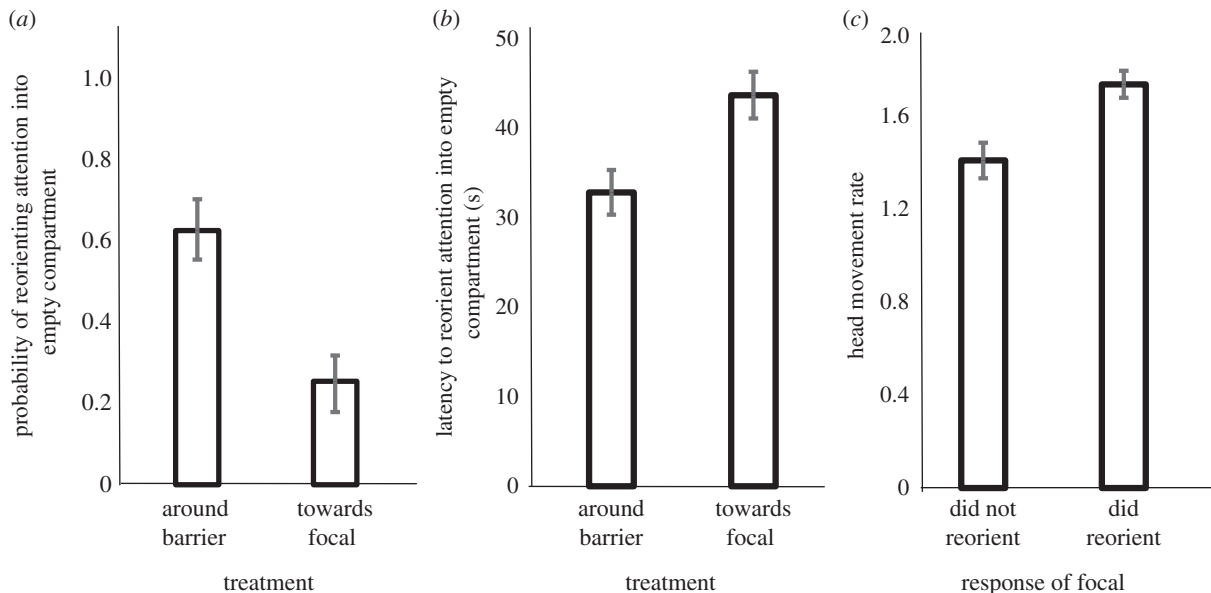 (a)
probability of reorienting attention into
empty compartment
1.0
0.8
0.6
0.4
0.2
0
around
barrier
towards
focal
treatment
(b)
latency to reorient attention into empty
compartment (s)
50
40
30
20
10
0
around
barrier
towards
focal
treatment
(c)
head movement rate
2.0
1.6
1.2
0.8
0.4
0
did not
reorient
did
reorient
response of focal